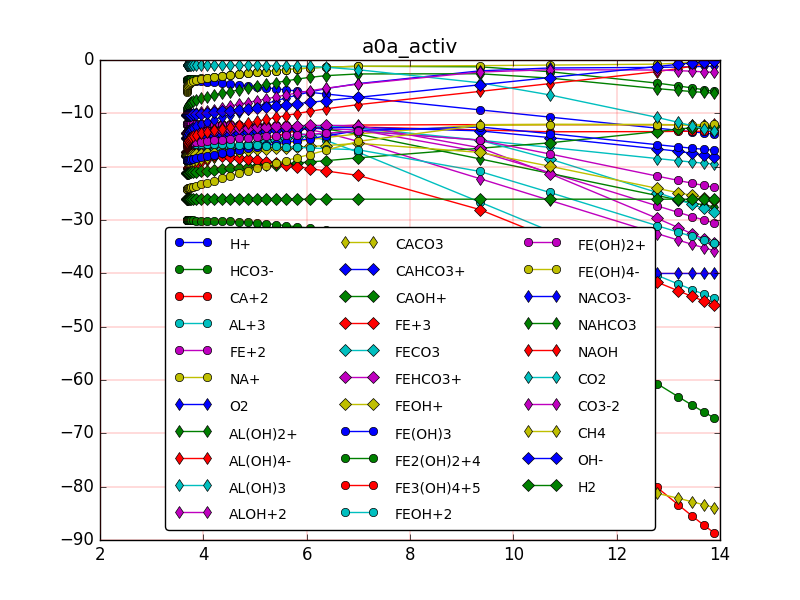 a0a_activ
0
−10
−20
−30
−40
−50
−60
−70
−80
−90
H+
HCO3-
CA+2
AL+3
FE+2
NA+
O2
AL(OH)2+
AL(OH)4-
AL(OH)3
ALOH+2
CACO3
CAHCO3+
CAOH+
FE+3
FECO3
FEHCO3+
FEOH+
FE(OH)3
FE2(OH)2+4
FE3(OH)4+5
FEOH+2
FE(OH)2+
FE(OH)4-
NACO3-
NAHCO3
NAOH
CO2
CO3-2
CH4
OH-
H2
2 4 6 8 10 12 14